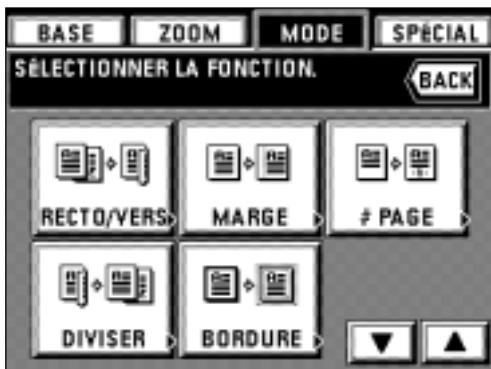 BASE ZOOM MODE SPÉCIAL
SÉLECTIONNER LA FONCTION.
BACK
RECTO/VERS MARGE # PAGE
DIVISER BORDURE